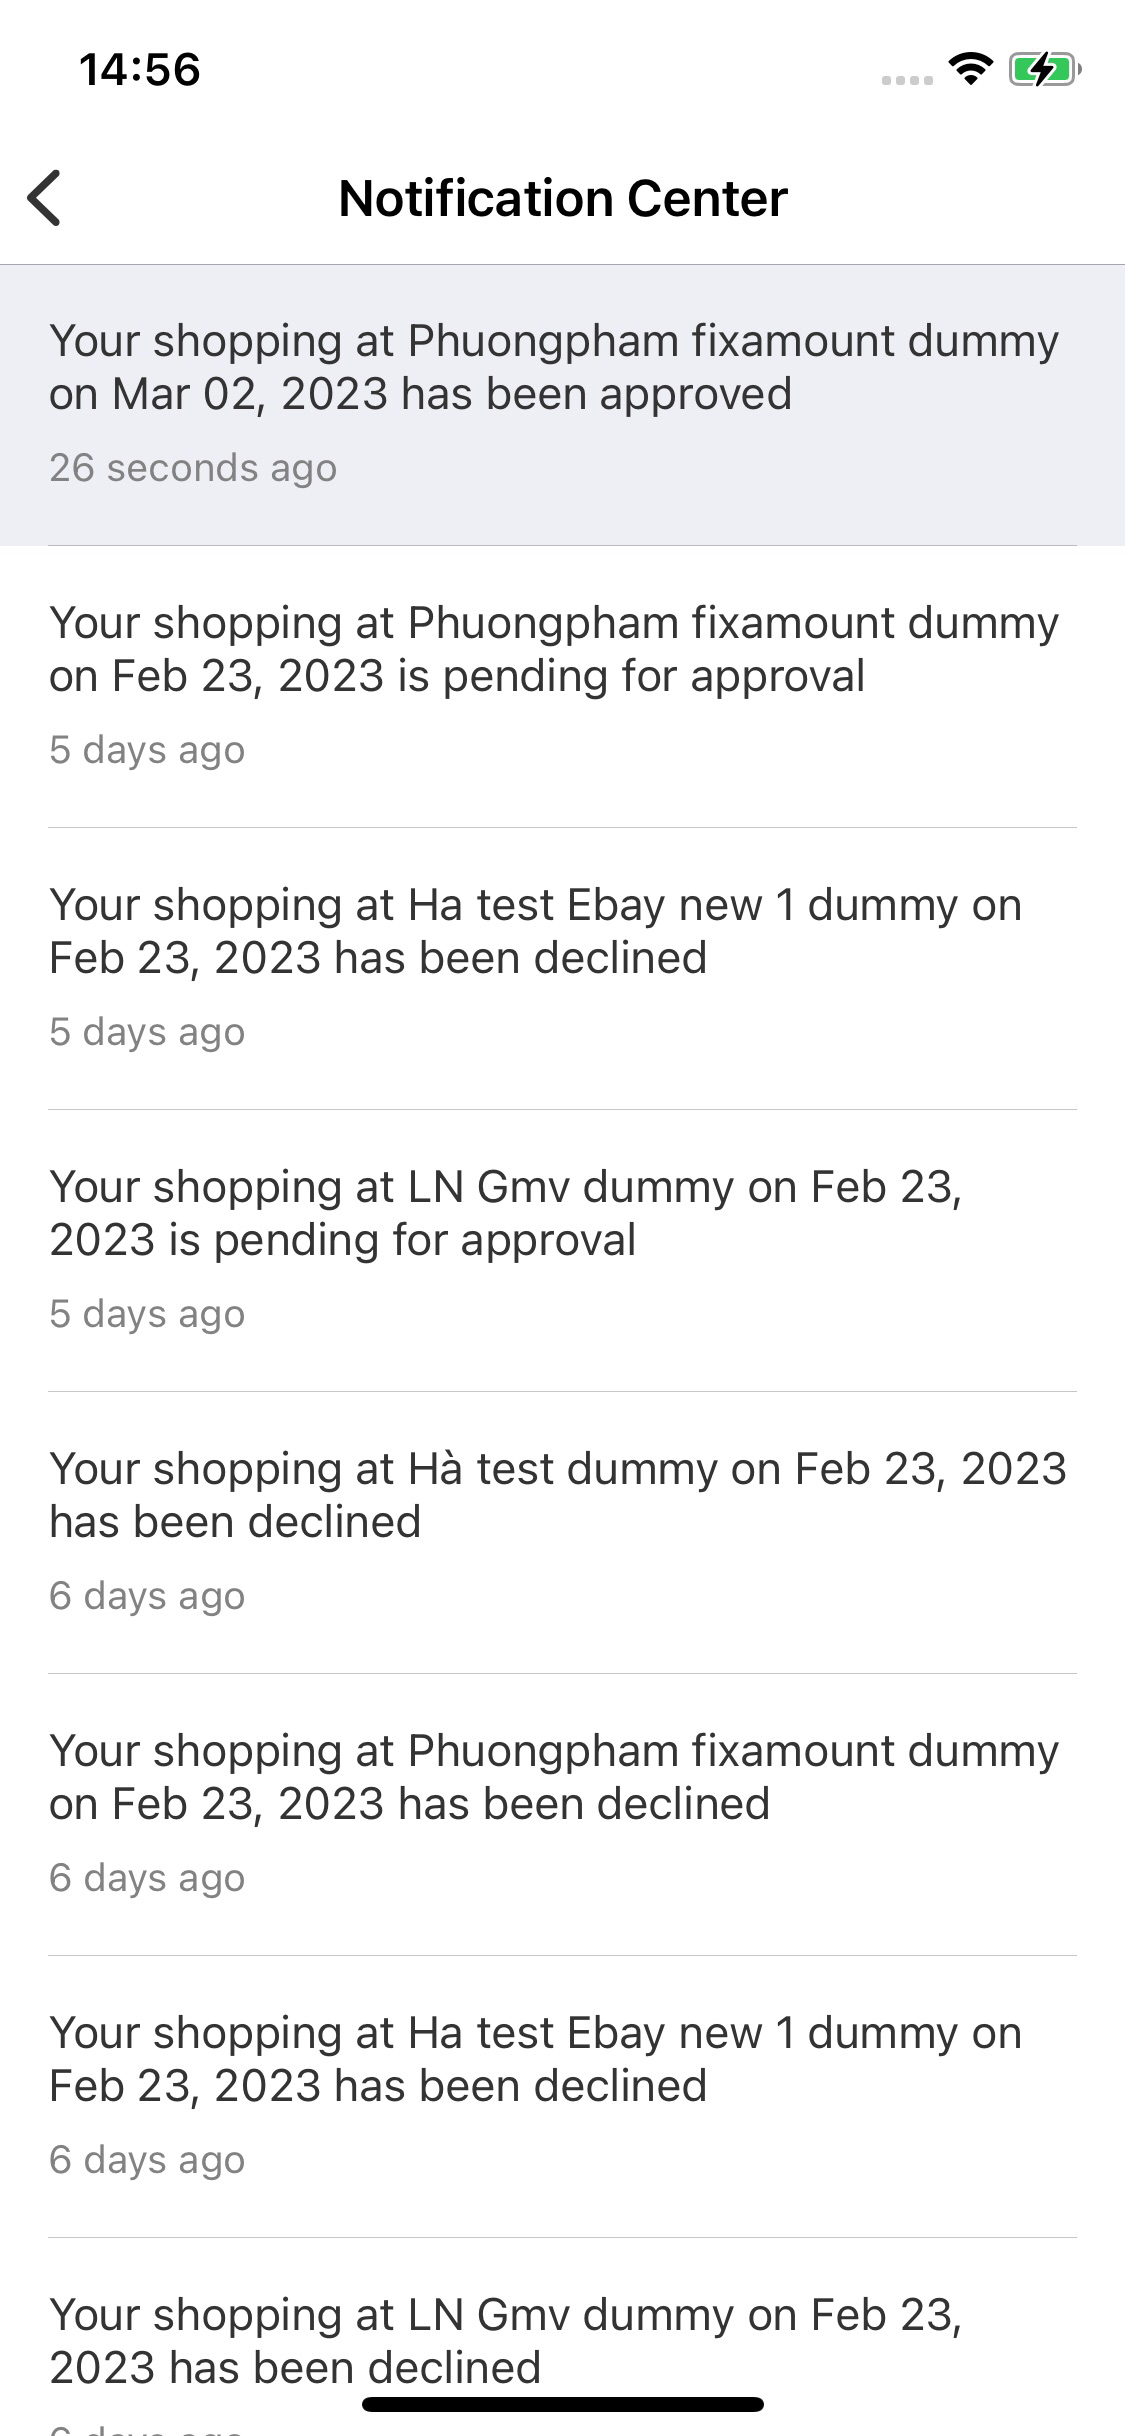 14:56
Notification Center
Your shopping at Phuongpham fixamount dummy
on Mar 02, 2023 has been approved
26 seconds ago
Your shopping at Phuongpham fixamount dummy
on Feb 23, 2023 is pending for approval
5 days ago
Your shopping at Ha test Ebay new 1 dummy on
Feb 23, 2023 has been declined
5 days ago
Your shopping at LN Gmv dummy on Feb 23,
2023 is pending for approval
5 days ago
Your shopping at Hà test dummy on Feb 23, 2023
has been declined
6 days ago
Your shopping at Phuongpham fixamount dummy
on Feb 23, 2023 has been declined
6 days ago
Your shopping at Ha test Ebay new 1 dummy on
Feb 23, 2023 has been declined
6 days ago
Your shopping at LN Gmv dummy on Feb 23,
2023 has been declined
6 days ago